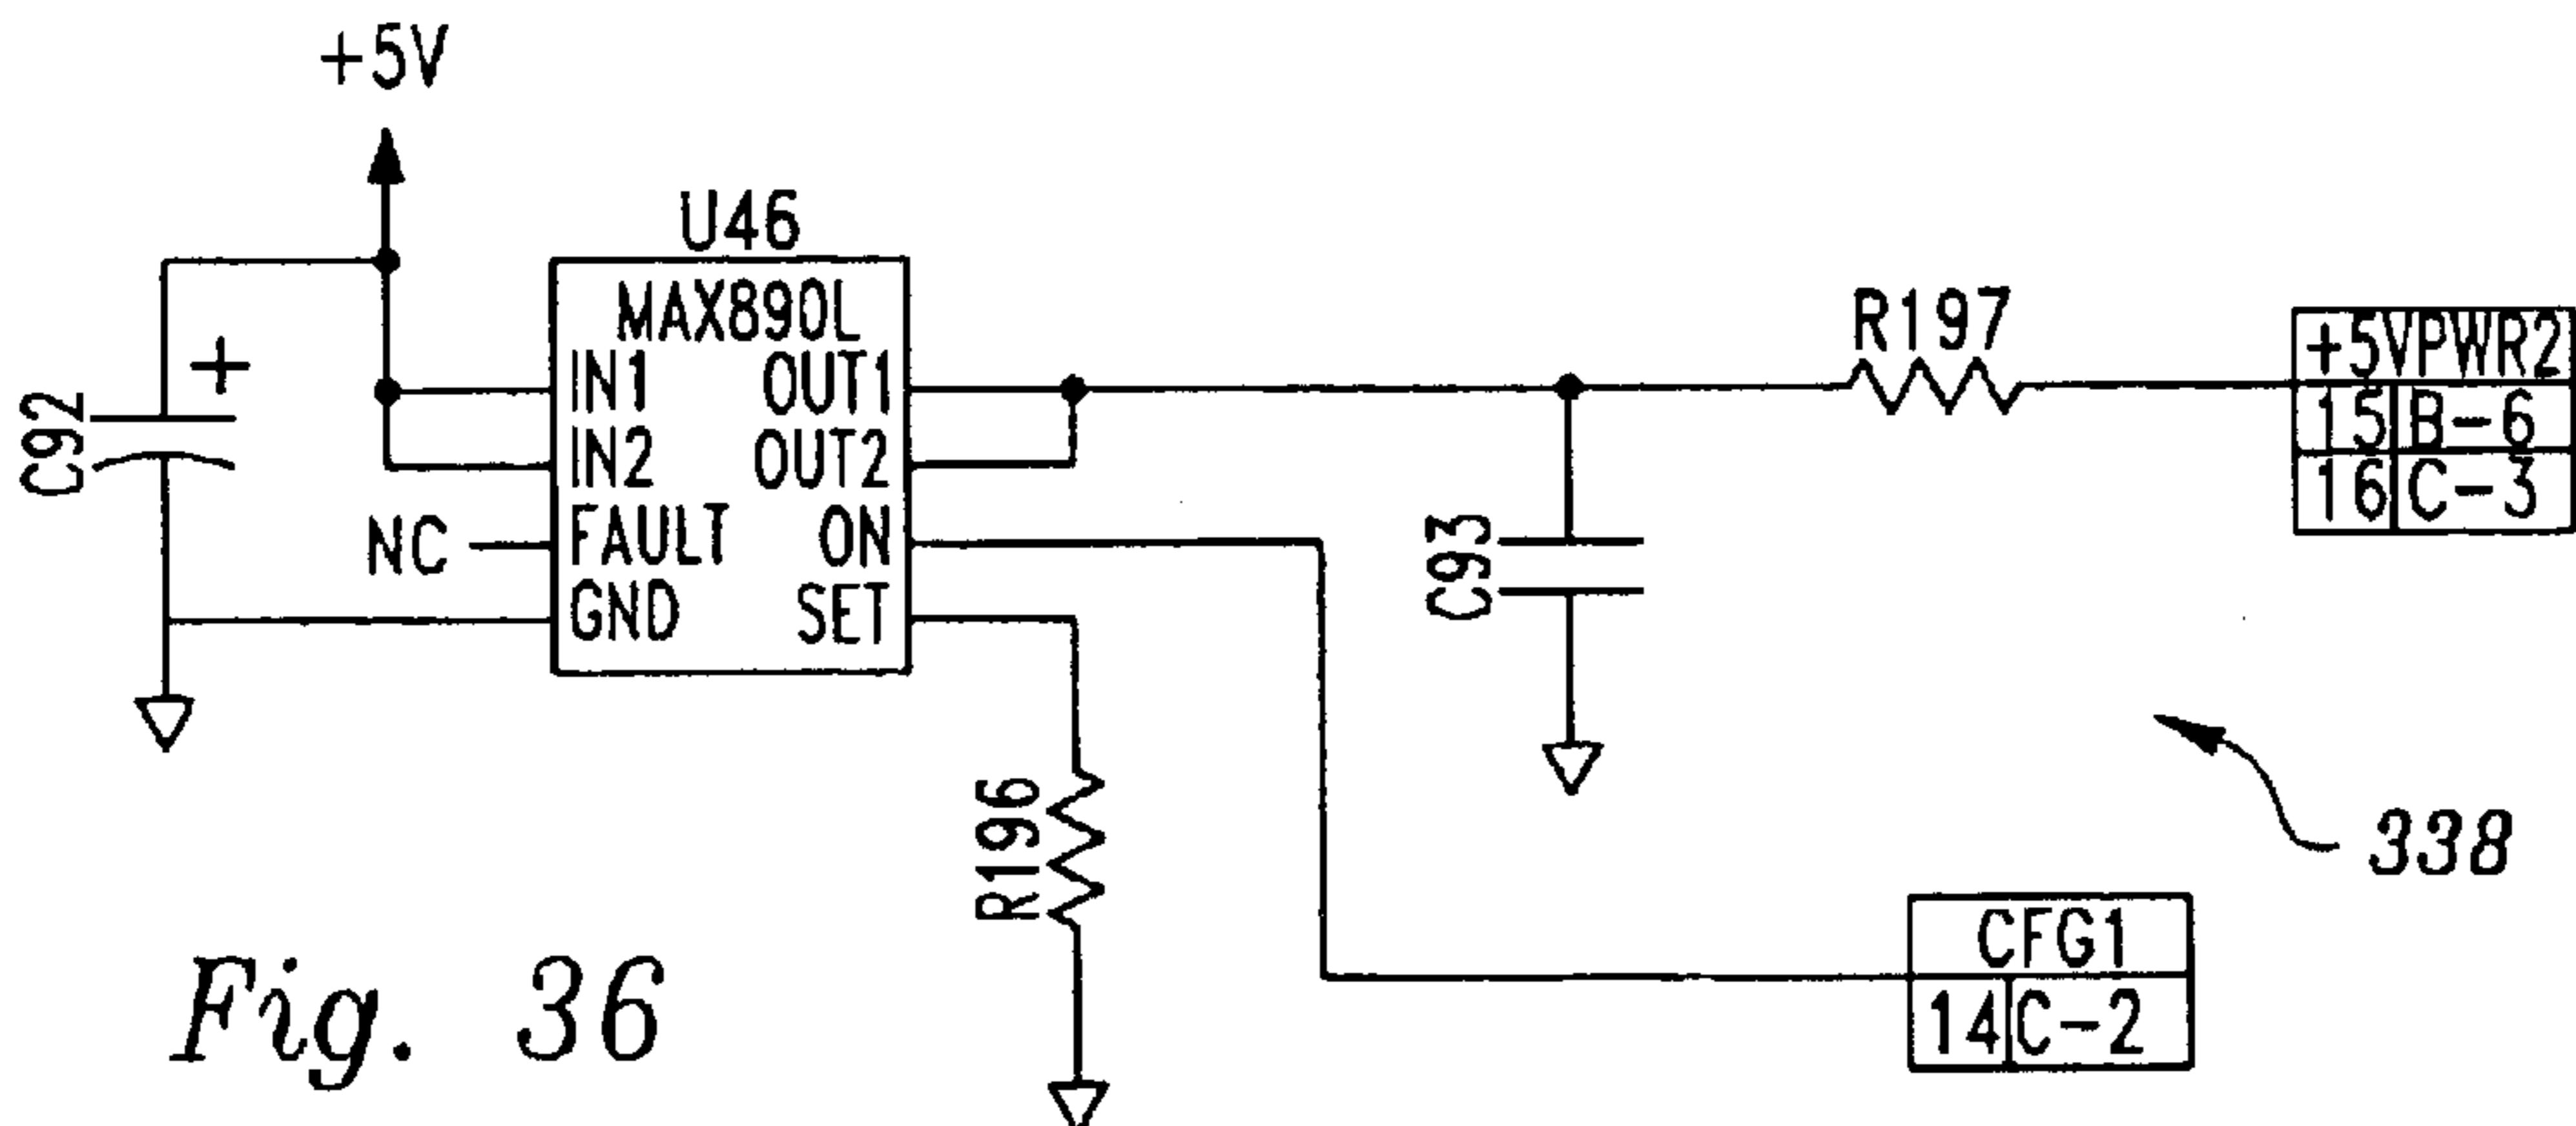 +5V
U46
MAX890L
IN1 OUT1
IN2 OUT2
FAULT ON
GND SET
NC
C92
R197
+5VPWR2
15 B-6
16 C-3
C93
R196
338
CFG1
14 C-2
Fig. 36